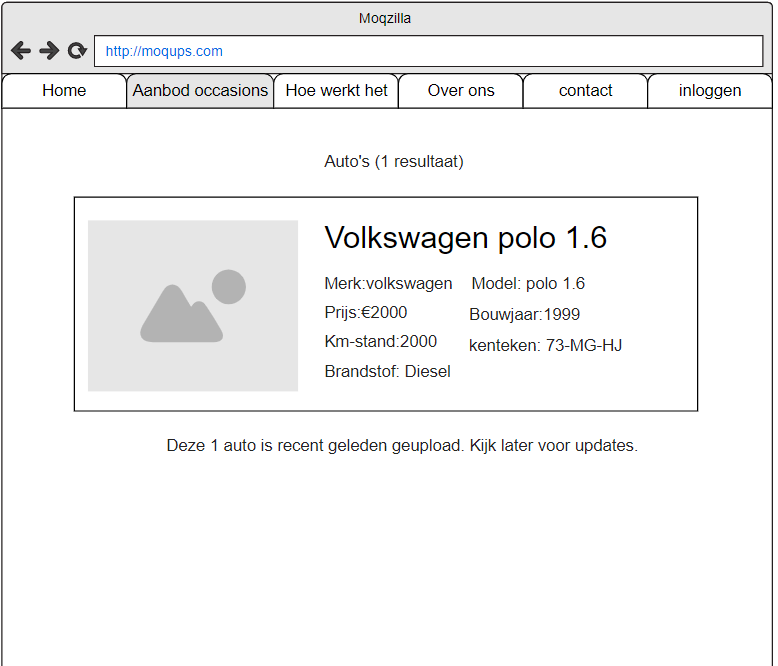 Moqzilla
http://moqups.com
Home Aanbod occasions Hoe werkt het Over ons contact inloggen
Auto's (1 resultaat)
Volkswagen polo 1.6
Merk:volkswagen Model: polo 1.6
Prijs:€2000 Bouwjaar:1999
Km-stand:2000 kenteken: 73-MG-HJ
Brandstof: Diesel
Deze 1 auto is recent geleden geupload. Kijk later voor updates.